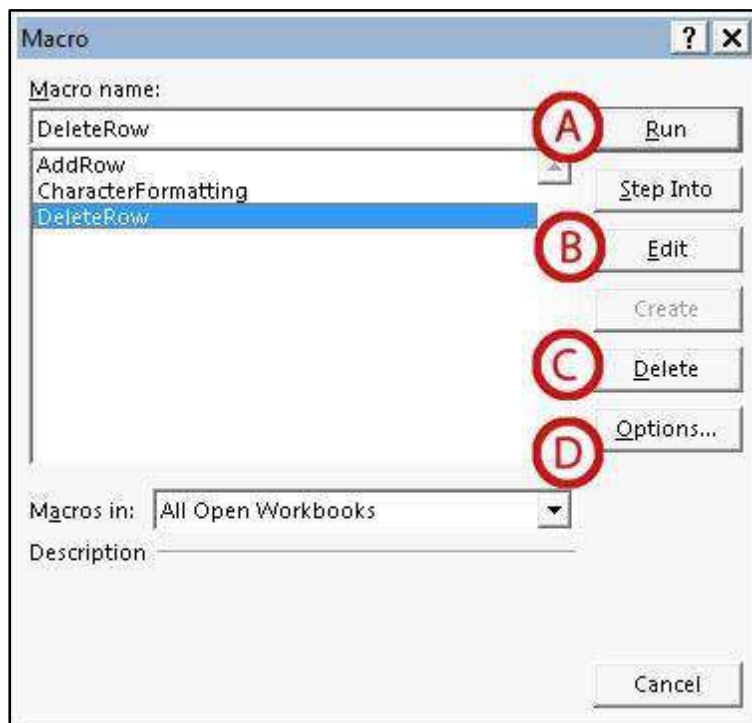 Macro
? X
Macro name:
DeleteRow
A
Run
AddRow
CharacterFormatting
DeleteRow
Step Into
B
Edit
Create
C
Delete
D
Options...
Macros in: All Open Workbooks
Description
Cancel